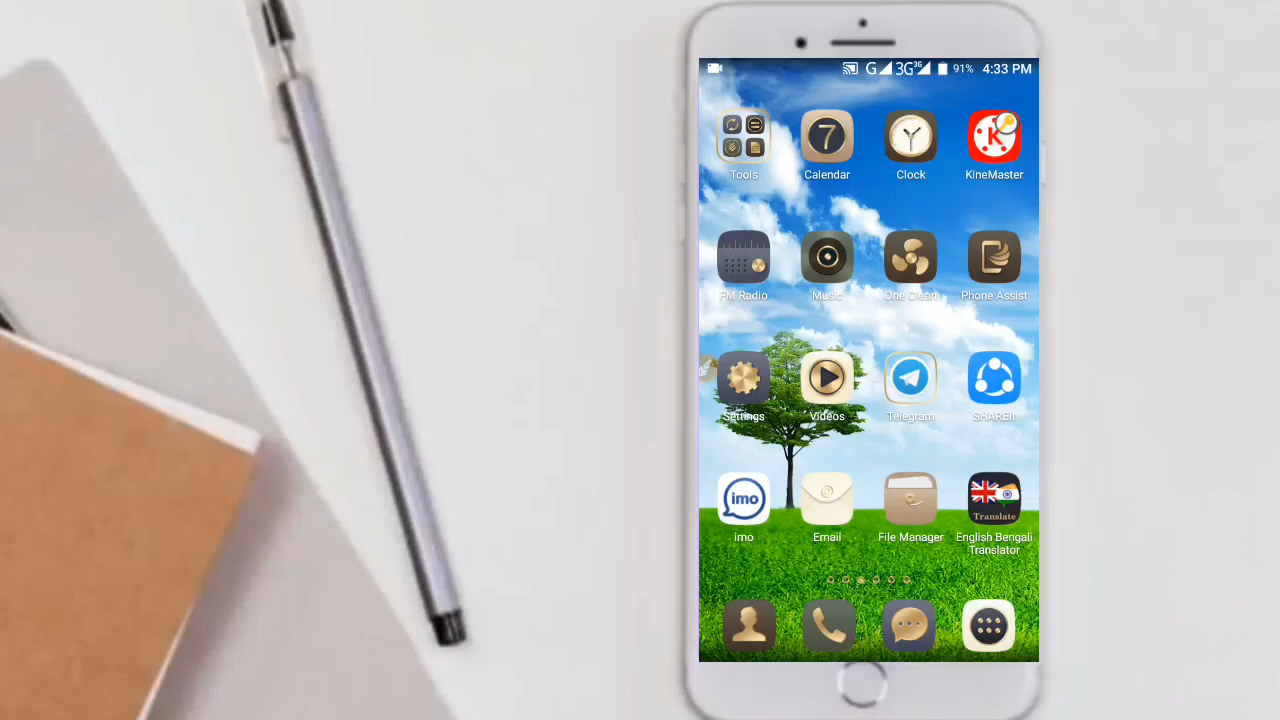 G 3G 3G 91% 4:33 PM
Tools
7
Calendar
Clock
K
KineMaster
FM Radio
Music
One Clean
Phone Assist
Settings
Videos
Telegram
SHAREit
imo
imo
@
Email
File Manager
Translate
English Bengali
Translator